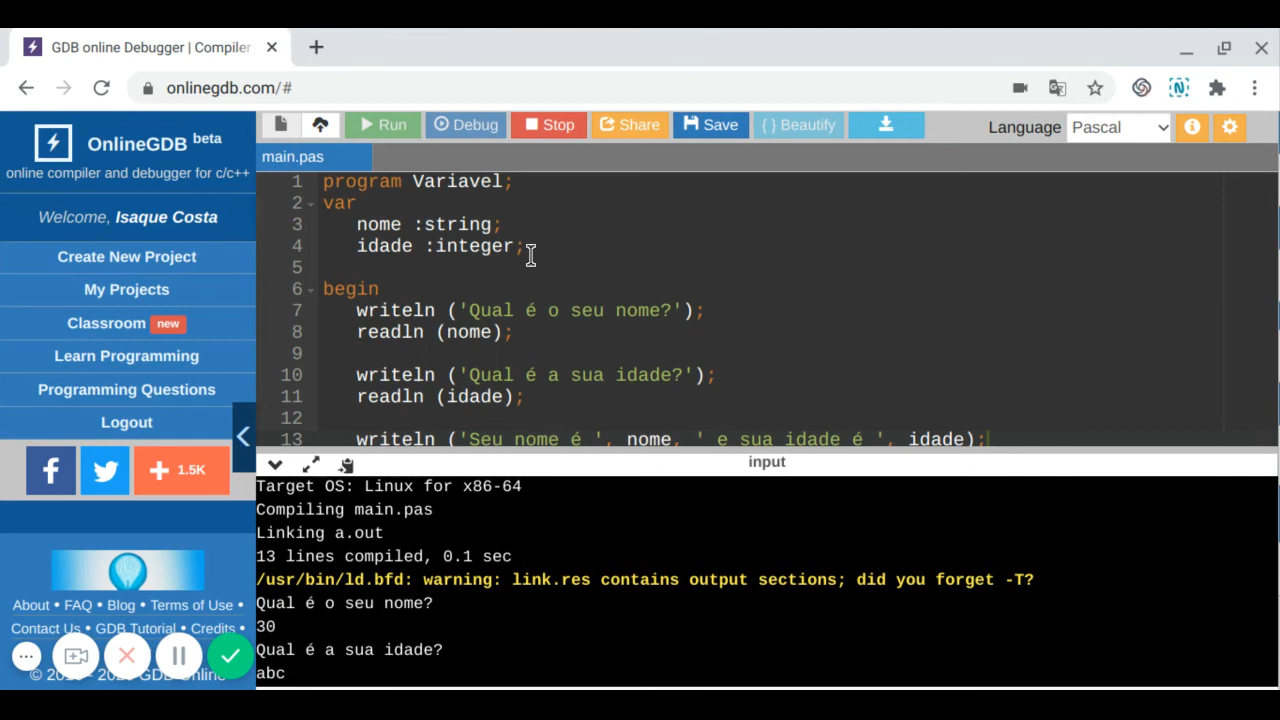 GDB online Debugger | Compiler
onlinegdb.com/#
OnlineGDB beta
online compiler and debugger for c/c++
Welcome, Isaque Costa
Create New Project
My Projects
Classroom new
Learn Programming
Programming Questions
Logout
1.5K
About • FAQ • Blog • Terms of Use •
Contact Us • GDB Tutorial • Credits •
GDB Online
Run
Debug
Stop
Share
Save
{ } Beautify
Language Pascal
main.pas
1 program Variavel;
2 var
3 nome :string;
4 idade :integer;
5
6 begin
7 writeln ('Qual é o seu nome?');
8 readln (nome);
9
10 writeln ('Qual é a sua idade?');
11 readln (idade);
12
13 writeln ('Seu nome é ', nome, ' e sua idade é ', idade);
input
Target OS: Linux for x86-64
Compiling main.pas
Linking a.out
13 lines compiled, 0.1 sec
/usr/bin/ld.bfd: warning: link.res contains output sections; did you forget -T?
Qual é o seu nome?
30
Qual é a sua idade?
abc